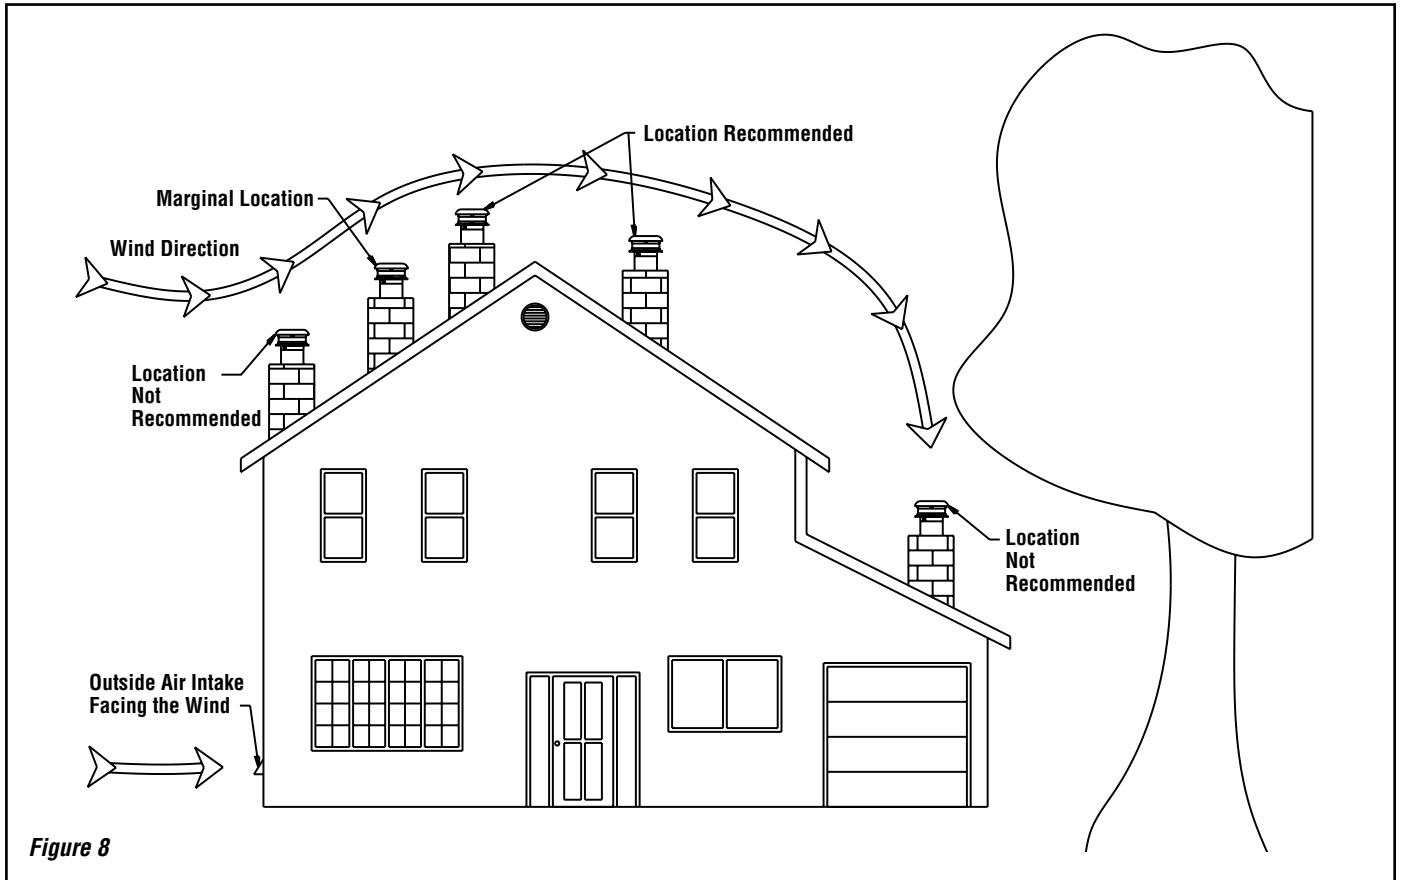 Location Recommended
Marginal Location
Wind Direction
Location
Not
Recommended
Location
Not
Recommended
Outside Air Intake
Facing the Wind
Figure 8